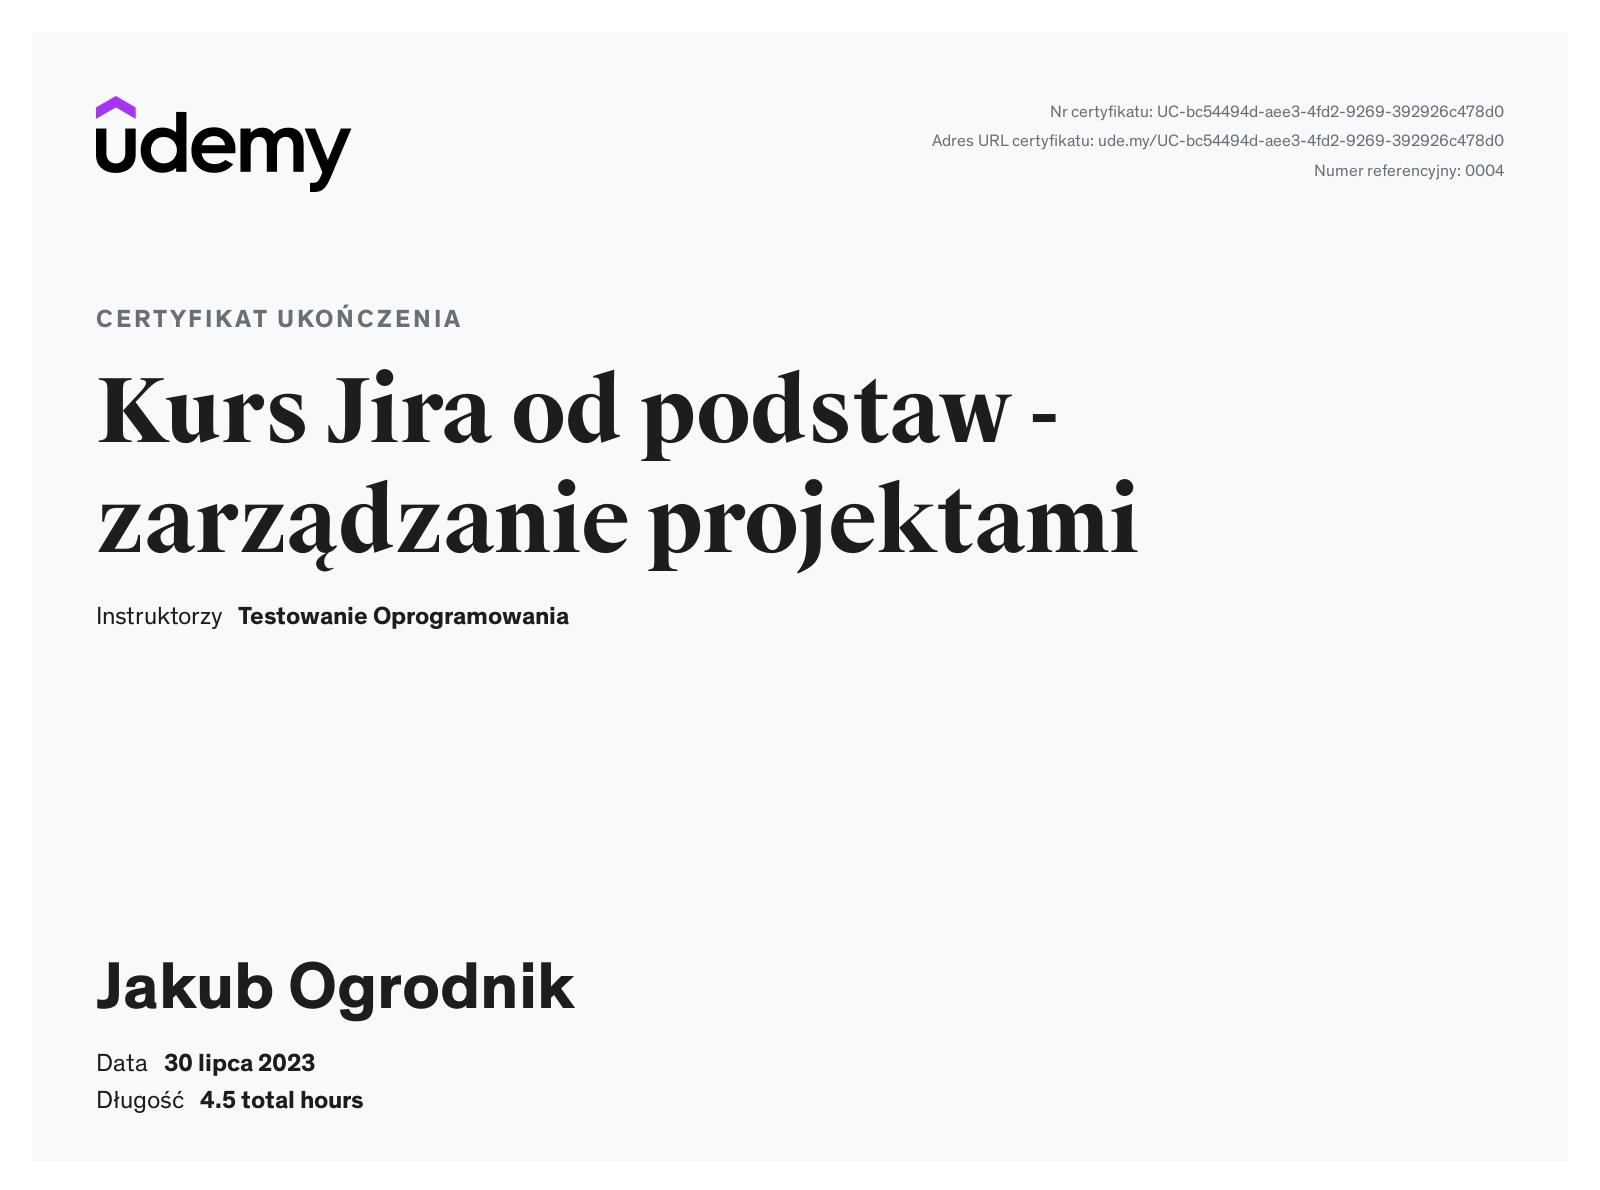 udemy
Nr certyfikatu: UC-bc54494d-aee3-4fd2-9269-392926c478d0
Adres URL certyfikatu: ude.my/UC-bc54494d-aee3-4fd2-9269-392926c478d0
Numer referencyjny: 0004
CERTYFIKAT UKOŃCZENIA
Kurs Jira od podstaw -
zarządzanie projektami
Instruktorzy Testowanie Oprogramowania
Jakub Ogrodnik
Data 30 lipca 2023
Długość 4.5 total hours